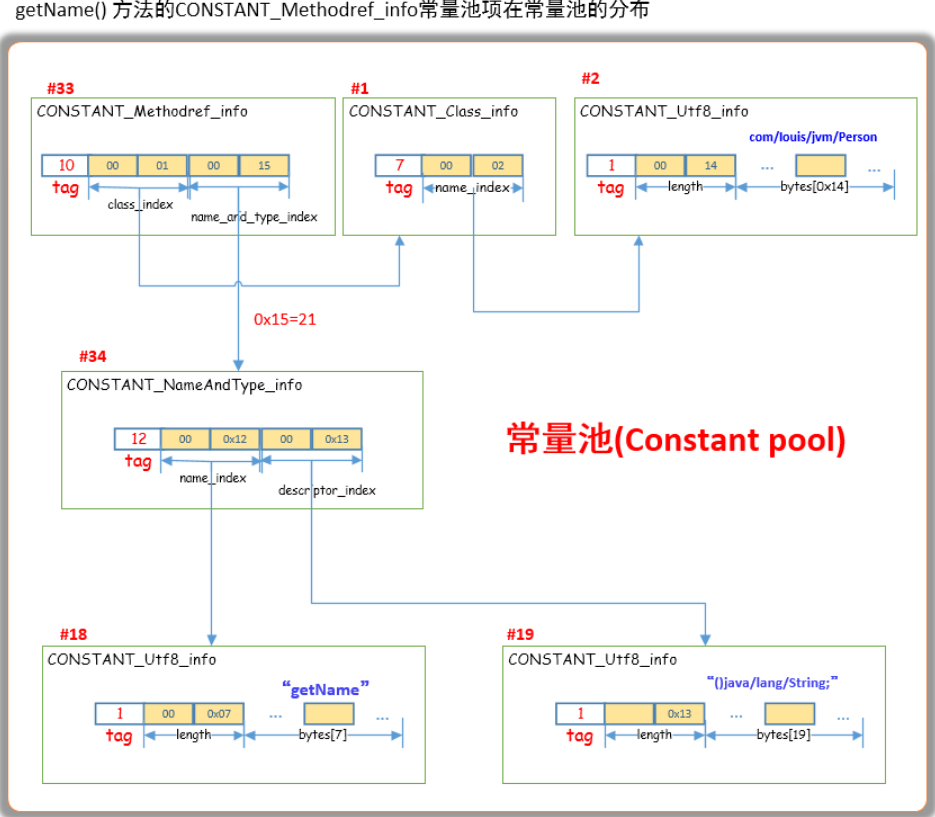 getName() 方法的CONSTANT_Methodref_info常量池项在常量池的分布
#33
CONSTANT_Methodref_info
10 00 01 00 15
tag
class_index
name_and_type_index
#1
CONSTANT_Class_info
7 00 02
tag
name_index
#2
CONSTANT_Utf8_info
com/louis/jvm/Person
1 00 14 ... ...
tag
length
bytes[0x14]
0x15=21
#34
CONSTANT_NameAndType_info
12 00 0x12 00 0x13
tag
name_index
descriptor_index
常量池(Constant pool)
#18
CONSTANT_Utf8_info
“getName”
1 00 0x07 ... ...
tag
length
bytes[7]
#19
CONSTANT_Utf8_info
“()java/lang/String;”
1 0x13 ... ...
tag
length
bytes[19]